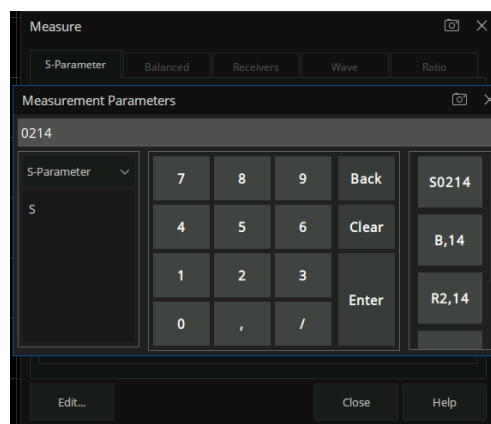 Measure
S-Parameter Balanced Receivers Wave Ratio
Measurement Parameters
0214
S-Parameter
S
7 8 9 Back
4 5 6 Clear
1 2 3
Enter
0 , /
S0214
B,14
R2,14
Edit... Close Help